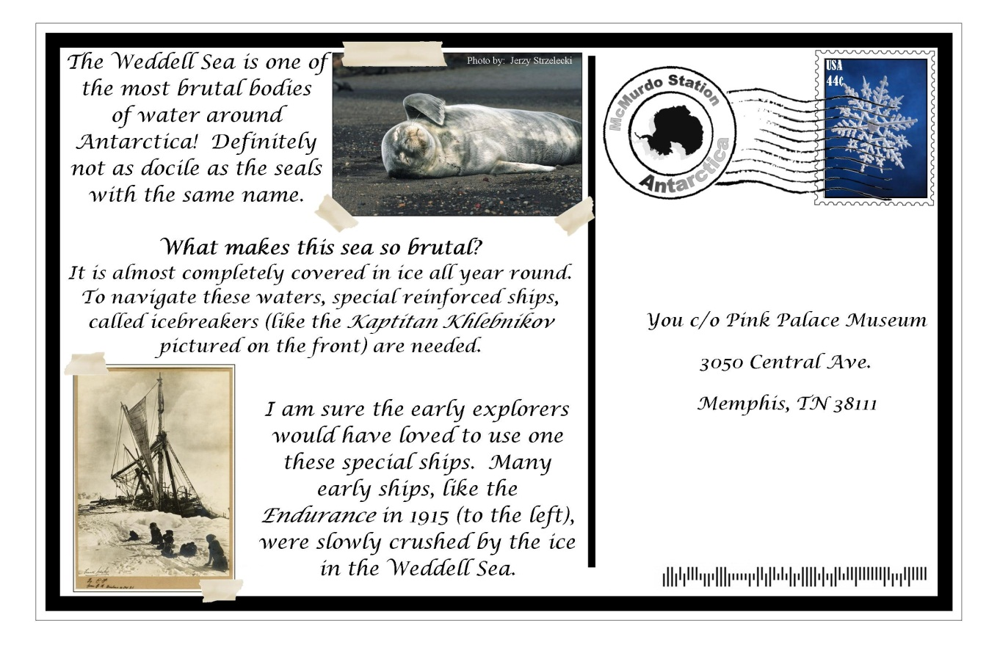 The Weddell Sea is one of
the most brutal bodies
of water around
Antarctica! Definitely
not as docile as the seals
with the same name.
Photo by: Jerzy Strzelecki
What makes this sea so brutal?
It is almost completely covered in ice all year round.
To navigate these waters, special reinforced ships,
called icebreakers (like the Kaptitan Khlebnikov
pictured on the front) are needed.
I am sure the early explorers
would have loved to use one
these special ships. Many
early ships, like the
Endurance in 1915 (to the left),
were slowly crushed by the ice
in the Weddell Sea.
McMurdo Station
Antarctica
USA
44¢
You c/o Pink Palace Museum
3050 Central Ave.
Memphis, TN 38111